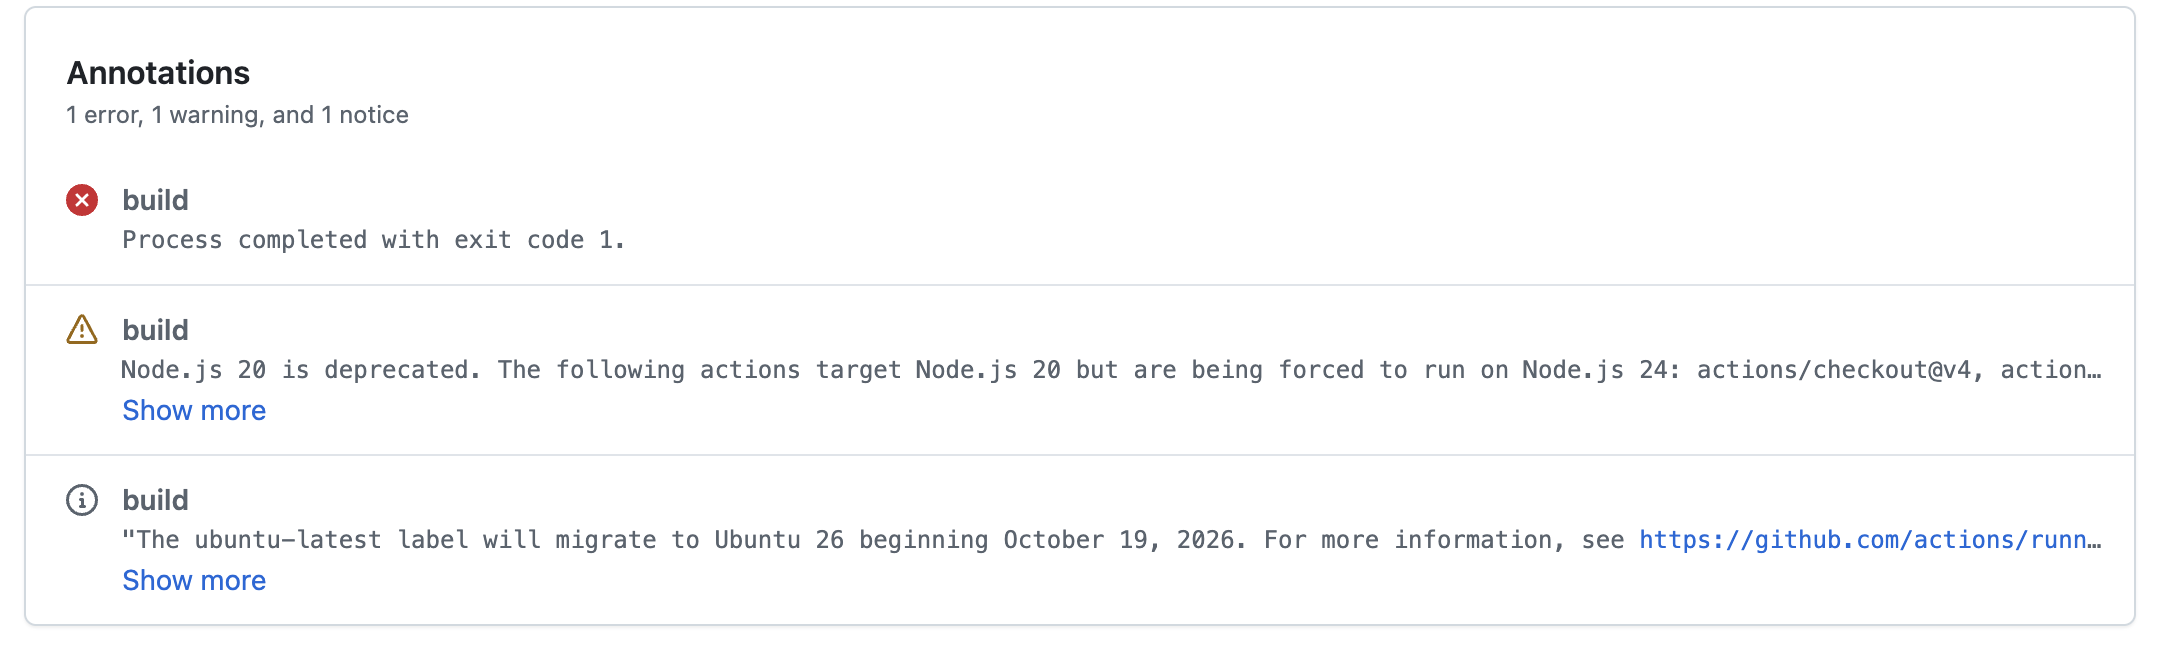 Annotations
1 error, 1 warning, and 1 notice
build
Process completed with exit code 1.
build
Node.js 20 is deprecated. The following actions target Node.js 20 but are being forced to run on Node.js 24: actions/checkout@v4, action…
Show more
build
"The ubuntu-latest label will migrate to Ubuntu 26 beginning October 19, 2026. For more information, see https://github.com/actions/runn…
Show more